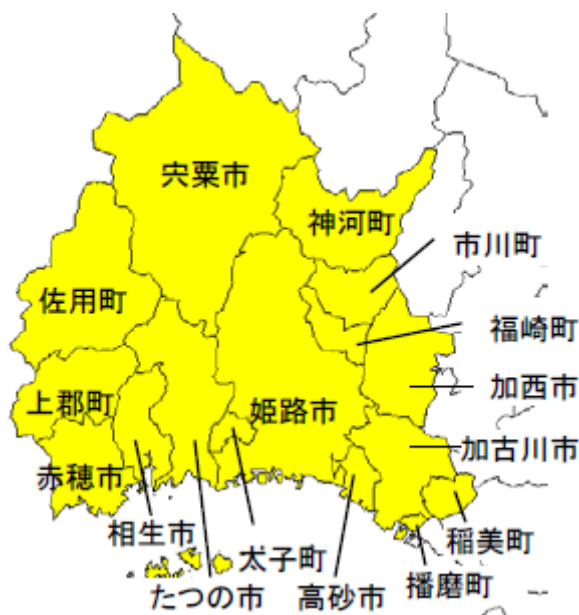 宍粟市
神河町
市川町
佐用町
福崎町
上郡町
姫路市
加西市
加古川市
赤穂市
相生市
太子町
稲美町
たつの市
高砂市
播磨町